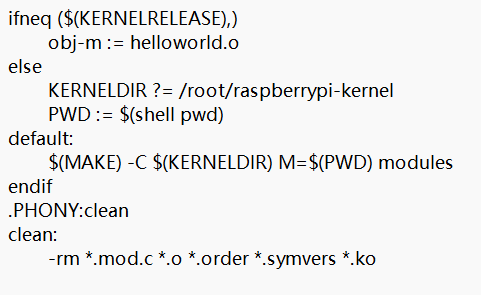 ifneq ($(KERNELRELEASE),)
obj-m := helloworld.o
else
KERNELDIR ?= /root/raspberrypi-kernel
PWD := $(shell pwd)
default:
$(MAKE) -C $(KERNELDIR) M=$(PWD) modules
endif
.PHONY:clean
clean:
-rm *.mod.c *.o *.order *.symvers *.ko